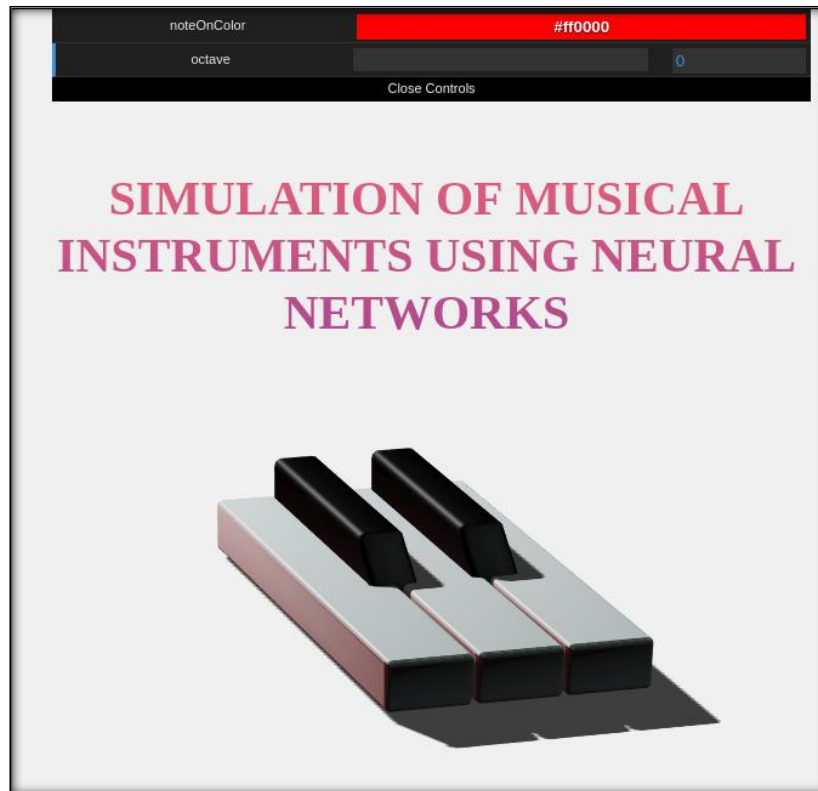 noteOnColor #ff0000
octave 0
Close Controls
SIMULATION OF MUSICAL
INSTRUMENTS USING NEURAL
NETWORKS